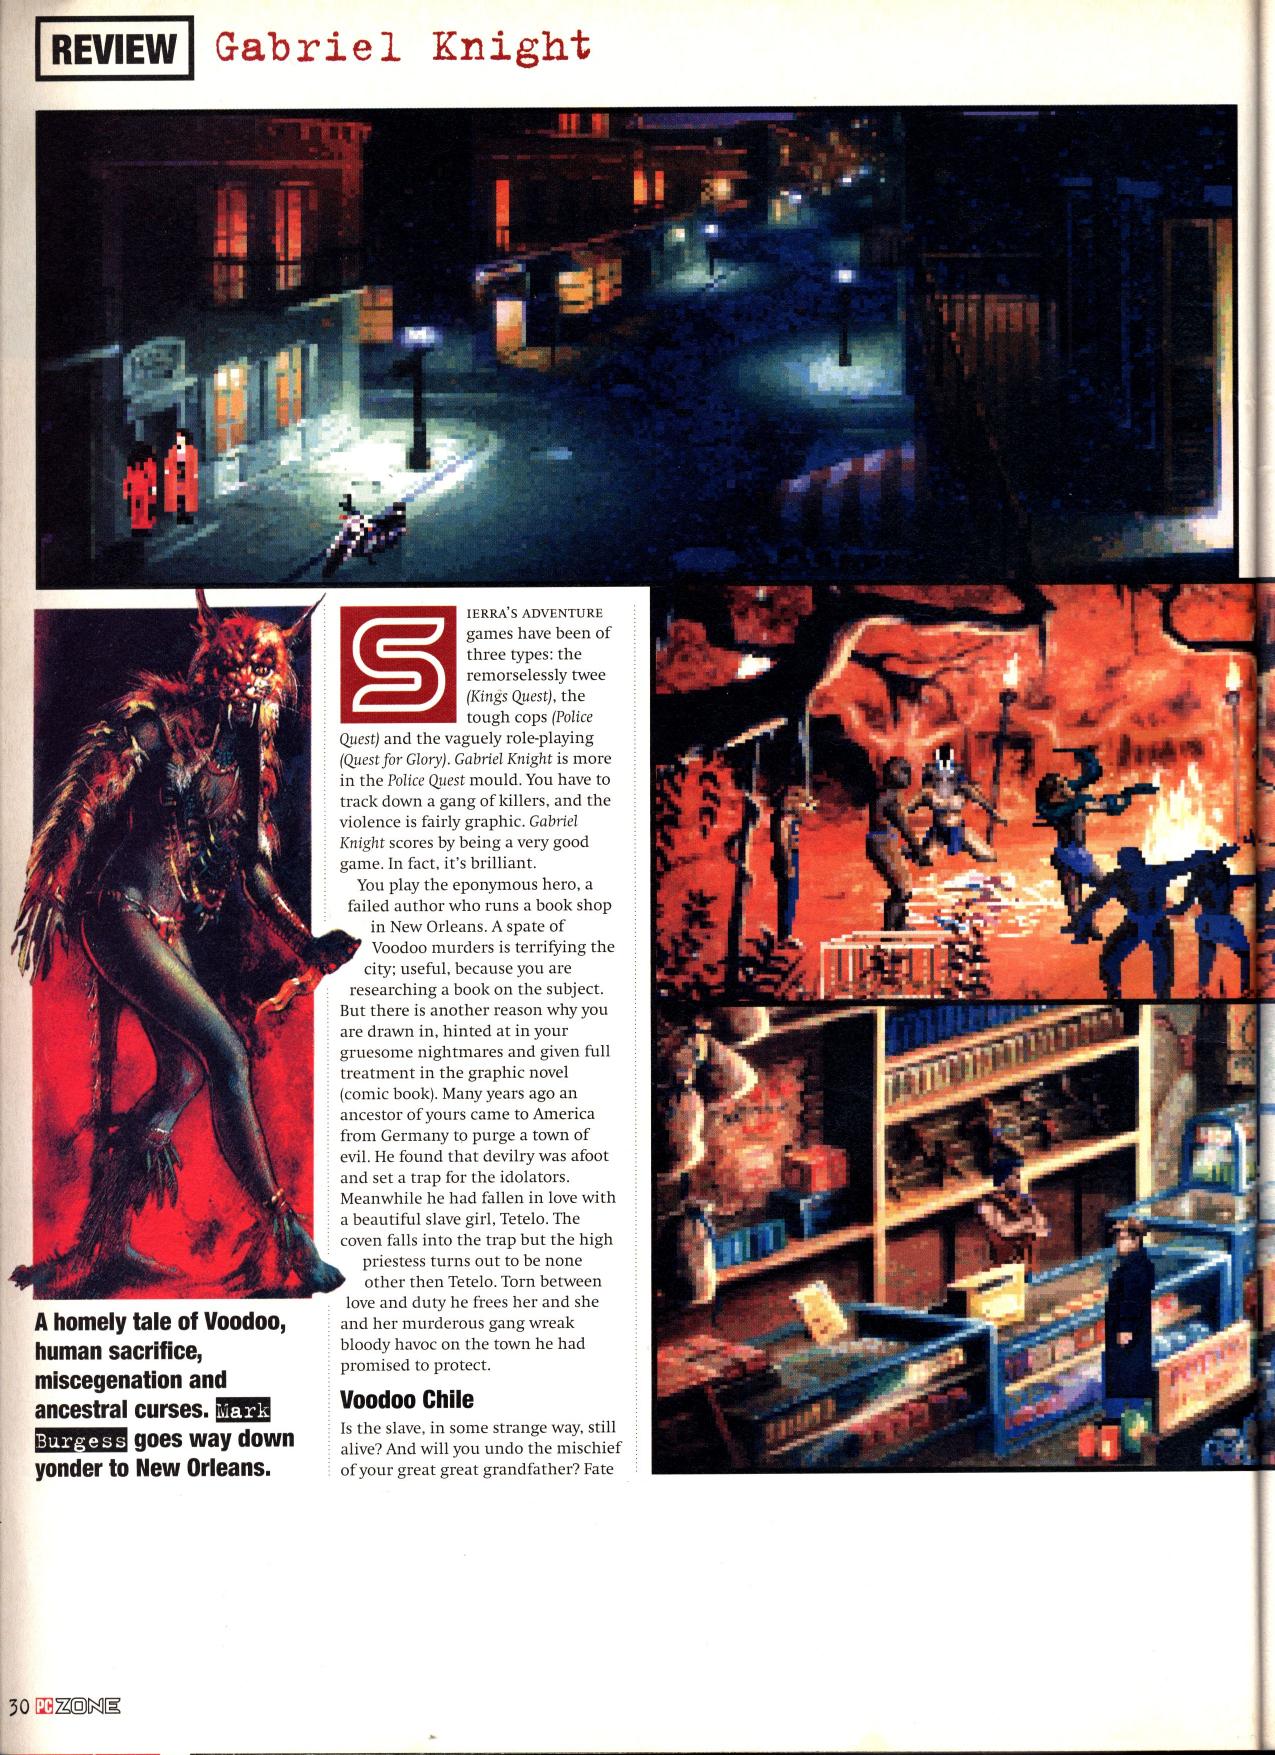 REVIEW Gabriel Knight
SIERRA'S ADVENTURE
games have been of
three types: the
remorselessly twee
(Kings Quest), the
tough cops (Police
Quest) and the vaguely role-playing
(Quest for Glory). Gabriel Knight is more
in the Police Quest mould. You have to
track down a gang of killers, and the
violence is fairly graphic. Gabriel
Knight scores by being a very good
game. In fact, it's brilliant.
You play the eponymous hero, a
failed author who runs a book shop
in New Orleans. A spate of
Voodoo murders is terrifying the
city; useful, because you are
researching a book on the subject.
But there is another reason why you
are drawn in, hinted at in your
gruesome nightmares and given full
treatment in the graphic novel
(comic book). Many years ago an
ancestor of yours came to America
from Germany to purge a town of
evil. He found that devilry was afoot
and set a trap for the idolators.
Meanwhile he had fallen in love with
a beautiful slave girl, Tetelo. The
coven falls into the trap but the high
priestess turns out to be none
other then Tetelo. Torn between
love and duty he frees her and she
and her murderous gang wreak
bloody havoc on the town he had
promised to protect.
Voodoo Chile
Is the slave, in some strange way, still
alive? And will you undo the mischief
of your great great grandfather? Fate
A homely tale of Voodoo,
human sacrifice,
miscegenation and
ancestral curses. Mark
Burgess goes way down
yonder to New Orleans.
30 PC ZONE